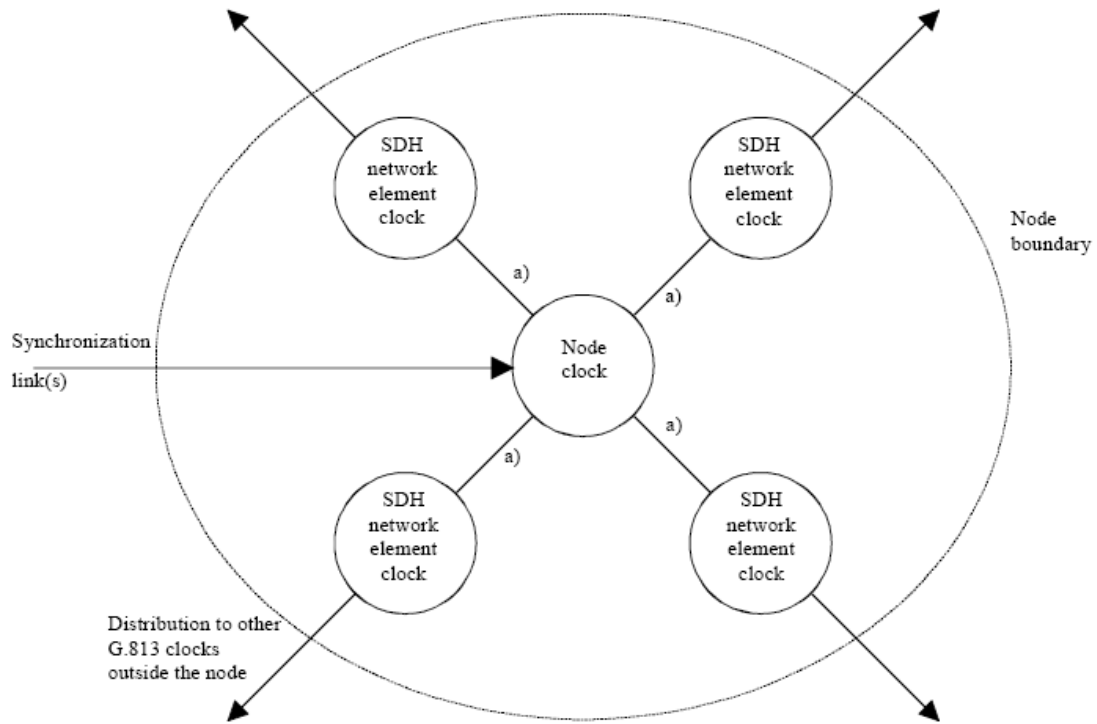 SDH
network
element
clock
SDH
network
element
clock
Node
boundary
a)
a)
Synchronization
link(s)
Node
clock
a)
a)
SDH
network
element
clock
SDH
network
element
clock
Distribution to other
G.813 clocks
outside the node